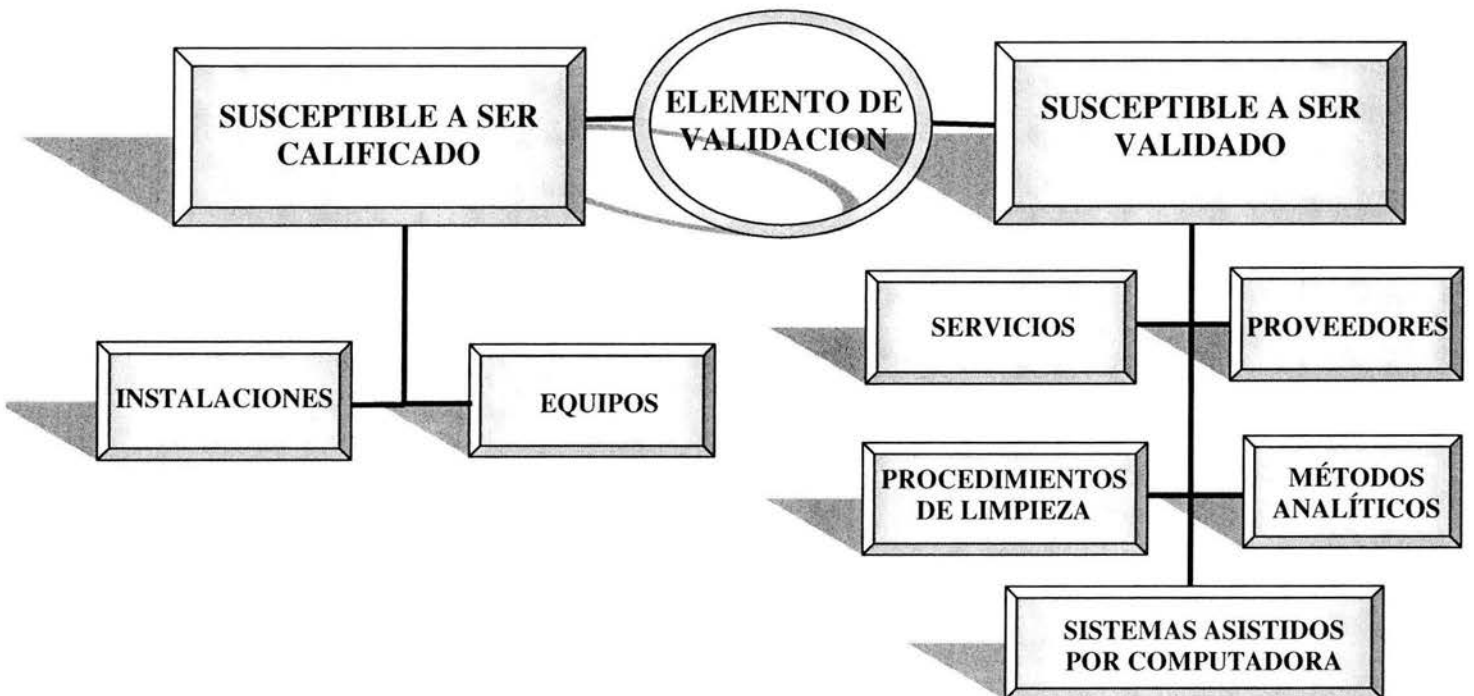 SUSCEPTIBLE A SER
CALIFICADO
ELEMENTO DE
VALIDACION
SUSCEPTIBLE A SER
VALIDADO
INSTALACIONES
EQUIPOS
SERVICIOS
PROVEEDORES
PROCEDIMIENTOS
DE LIMPIEZA
MÉTODOS
ANALÍTICOS
SISTEMAS ASISTIDOS
POR COMPUTADORA